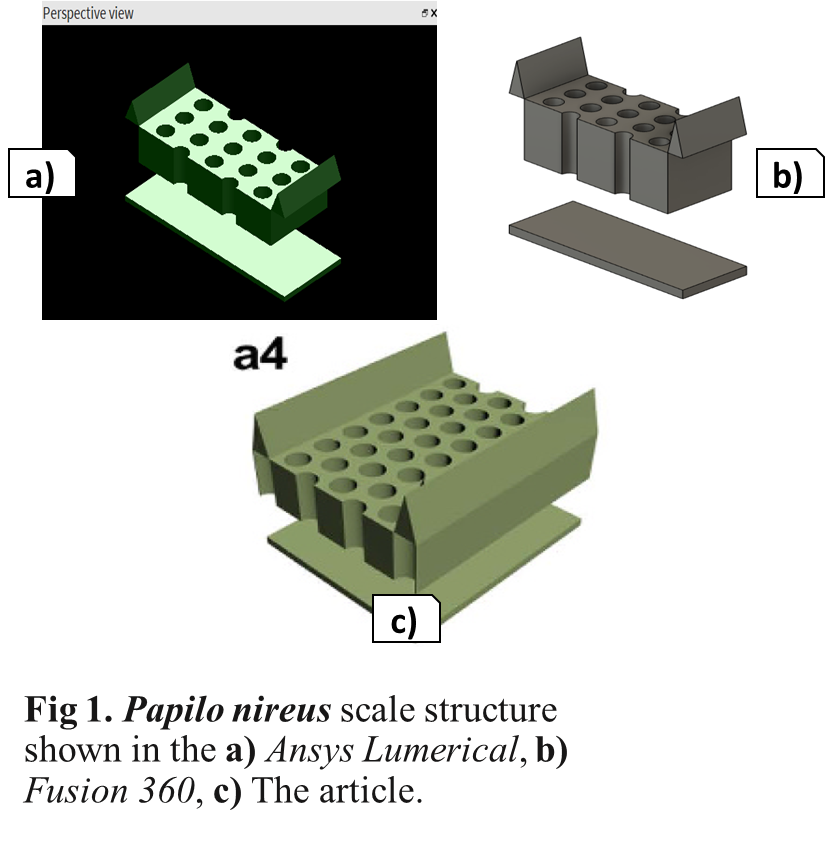 Perspective view
a)
b)
a4
c)
Fig 1. Papilo nireus scale structure
shown in the a) Ansys Lumerical, b)
Fusion 360, c) The article.